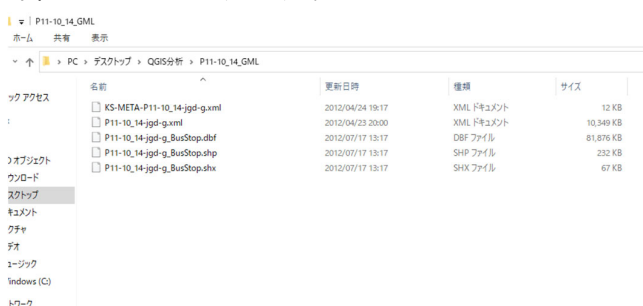 P11-10_14_GML
ホーム 共有 表示
PC > デスクトップ > QGIS分析 > P11-10_14_GML
名前 更新日時 種類 サイズ
ック アクセス
KS-META-P11-10_14-jgd-g.xml 2012/04/24 19:17 XML ドキュメント 12 KB
P11-10_14-jgd-g.xml 2012/04/23 20:00 XML ドキュメント 10,349 KB
P11-10_14-jgd-g_BusStop.dbf 2012/07/17 13:17 DBF ファイル 81,876 KB
P11-10_14-jgd-g_BusStop.shp 2012/07/17 13:17 SHP ファイル 232 KB
P11-10_14-jgd-g_BusStop.shx 2012/07/17 13:17 SHX ファイル 67 KB
オブジェクト
ウンロード
スクトップ
キュメント
クチャ
デオ
ュージック
indows (C:)
トワーク